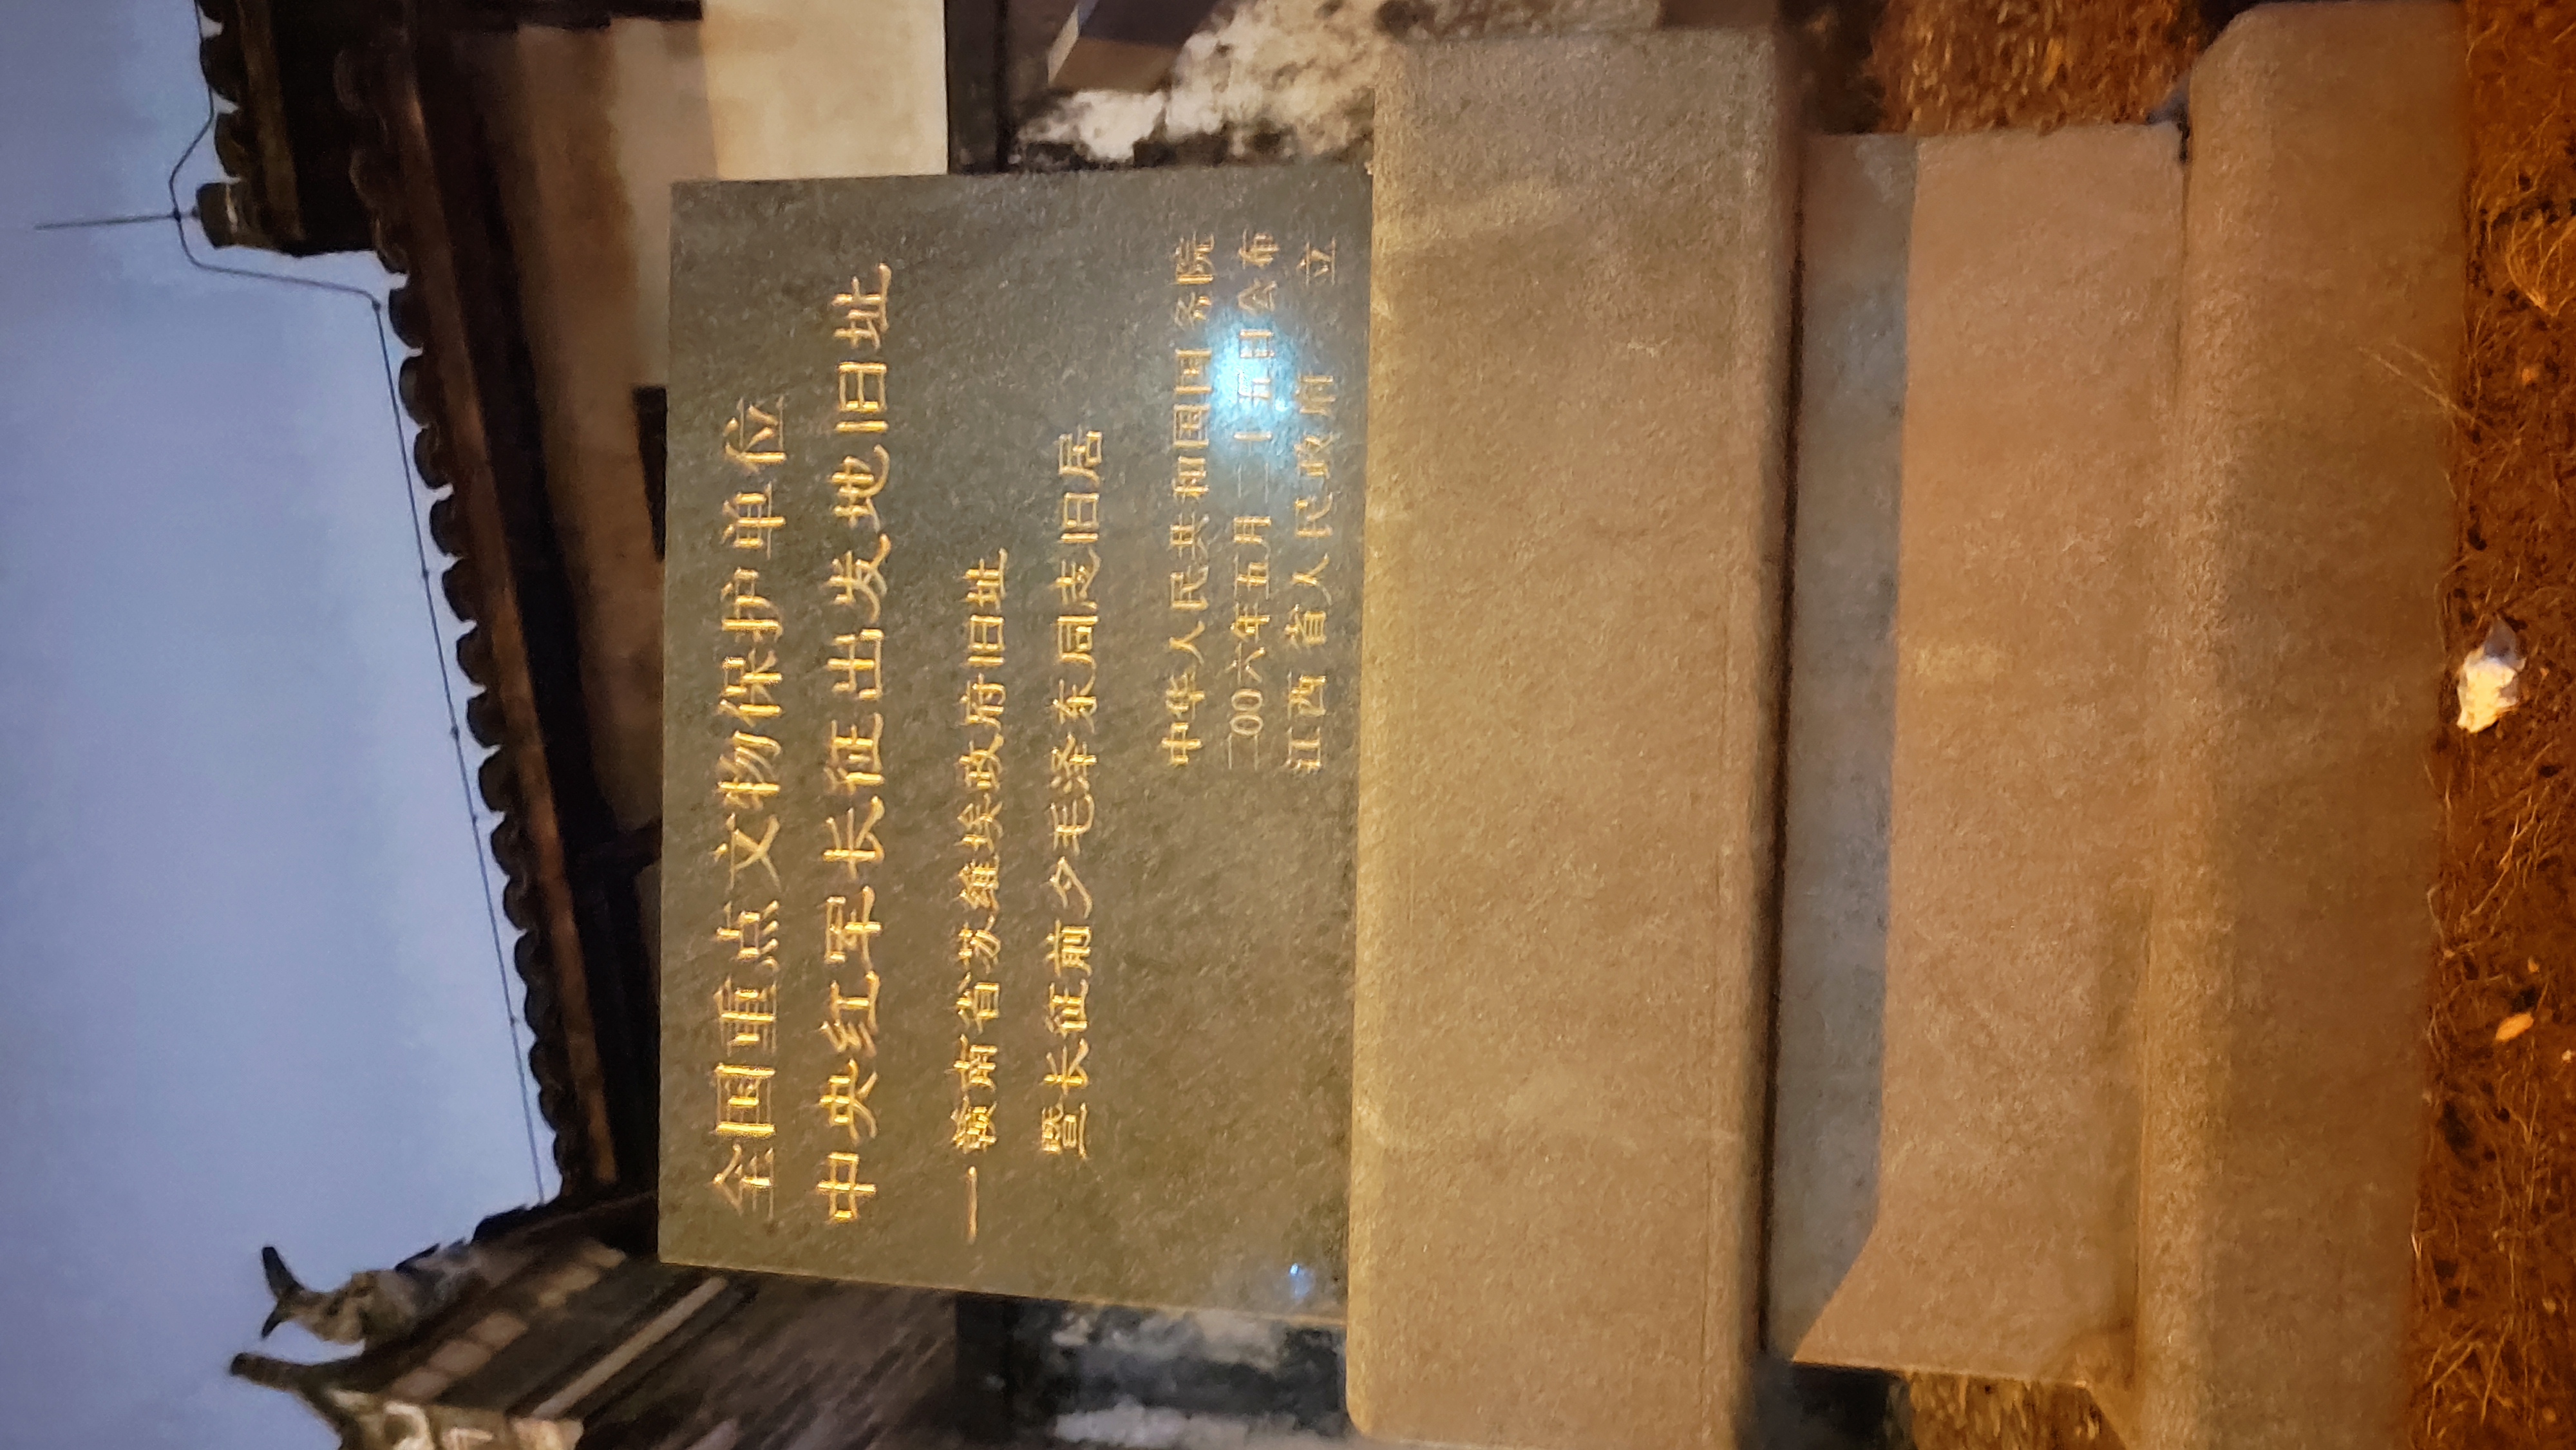 全国重点文物保护单位
中央红军长征出发地旧址
一赣南省苏维埃政府旧址
暨长征前夕毛泽东同志旧居
中华人民共和国国务院
二00六年五月二十五日公布
江西省人民政府 立